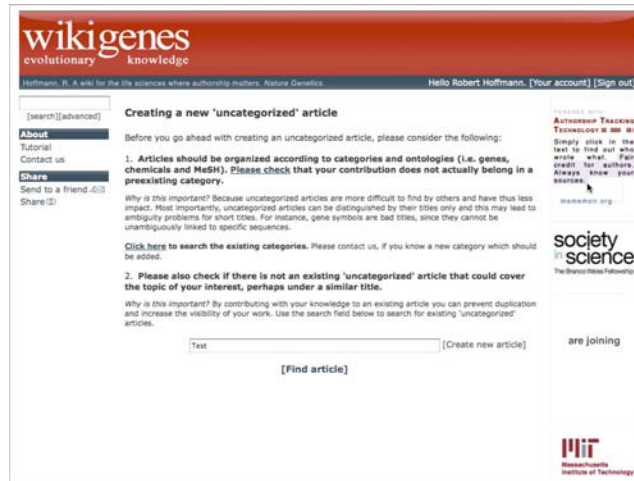 wikigenes
evolutionary knowledge
Hoffmann, R. A wiki for the life sciences where authorship matters. Nature Genetics.
Hello Robert Hoffmann. [Your account] [Sign out]
[search][advanced]
About
Tutorial
Contact us
Share
Send to a friend
Share
Creating a new 'uncategorized' article
Before you go ahead with creating an uncategorized article, please consider the following:
1. Articles should be organized according to categories and ontologies (i.e. genes,
chemicals and MeSH). Please check that your contribution does not actually belong in a
preexisting category.
Why is this important? Because uncategorized articles are more difficult to find by others and have thus less
impact. Most importantly, uncategorized articles can be distinguished by their titles only and this may lead to
ambiguity problems for short titles. For instance, gene symbols are bad titles, since they cannot be
unambiguously linked to specific sequences.
Click here to search the existing categories. Please contact us, if you know a new category which should
be added.
2. Please also check if there is not an existing 'uncategorized' article that could cover
the topic of your interest, perhaps under a similar title.
Why is this important? By contributing with your knowledge to an existing article you can prevent duplication
and increase the visibility of your work. Use the search field below to search for existing 'uncategorized'
articles.
Text
[Create new article]
[Find article]
POWERED WITH
AUTHORSHIP TRACKING
TECHNOLOGY
Simply click in the
text to find out who
wrote what. Fair
credit for authors.
Always know your
sources.
mememoir.org
society
in science
The Branco Weiss Fellowship
are joining
MIT
Massachusetts
Institute of Technology